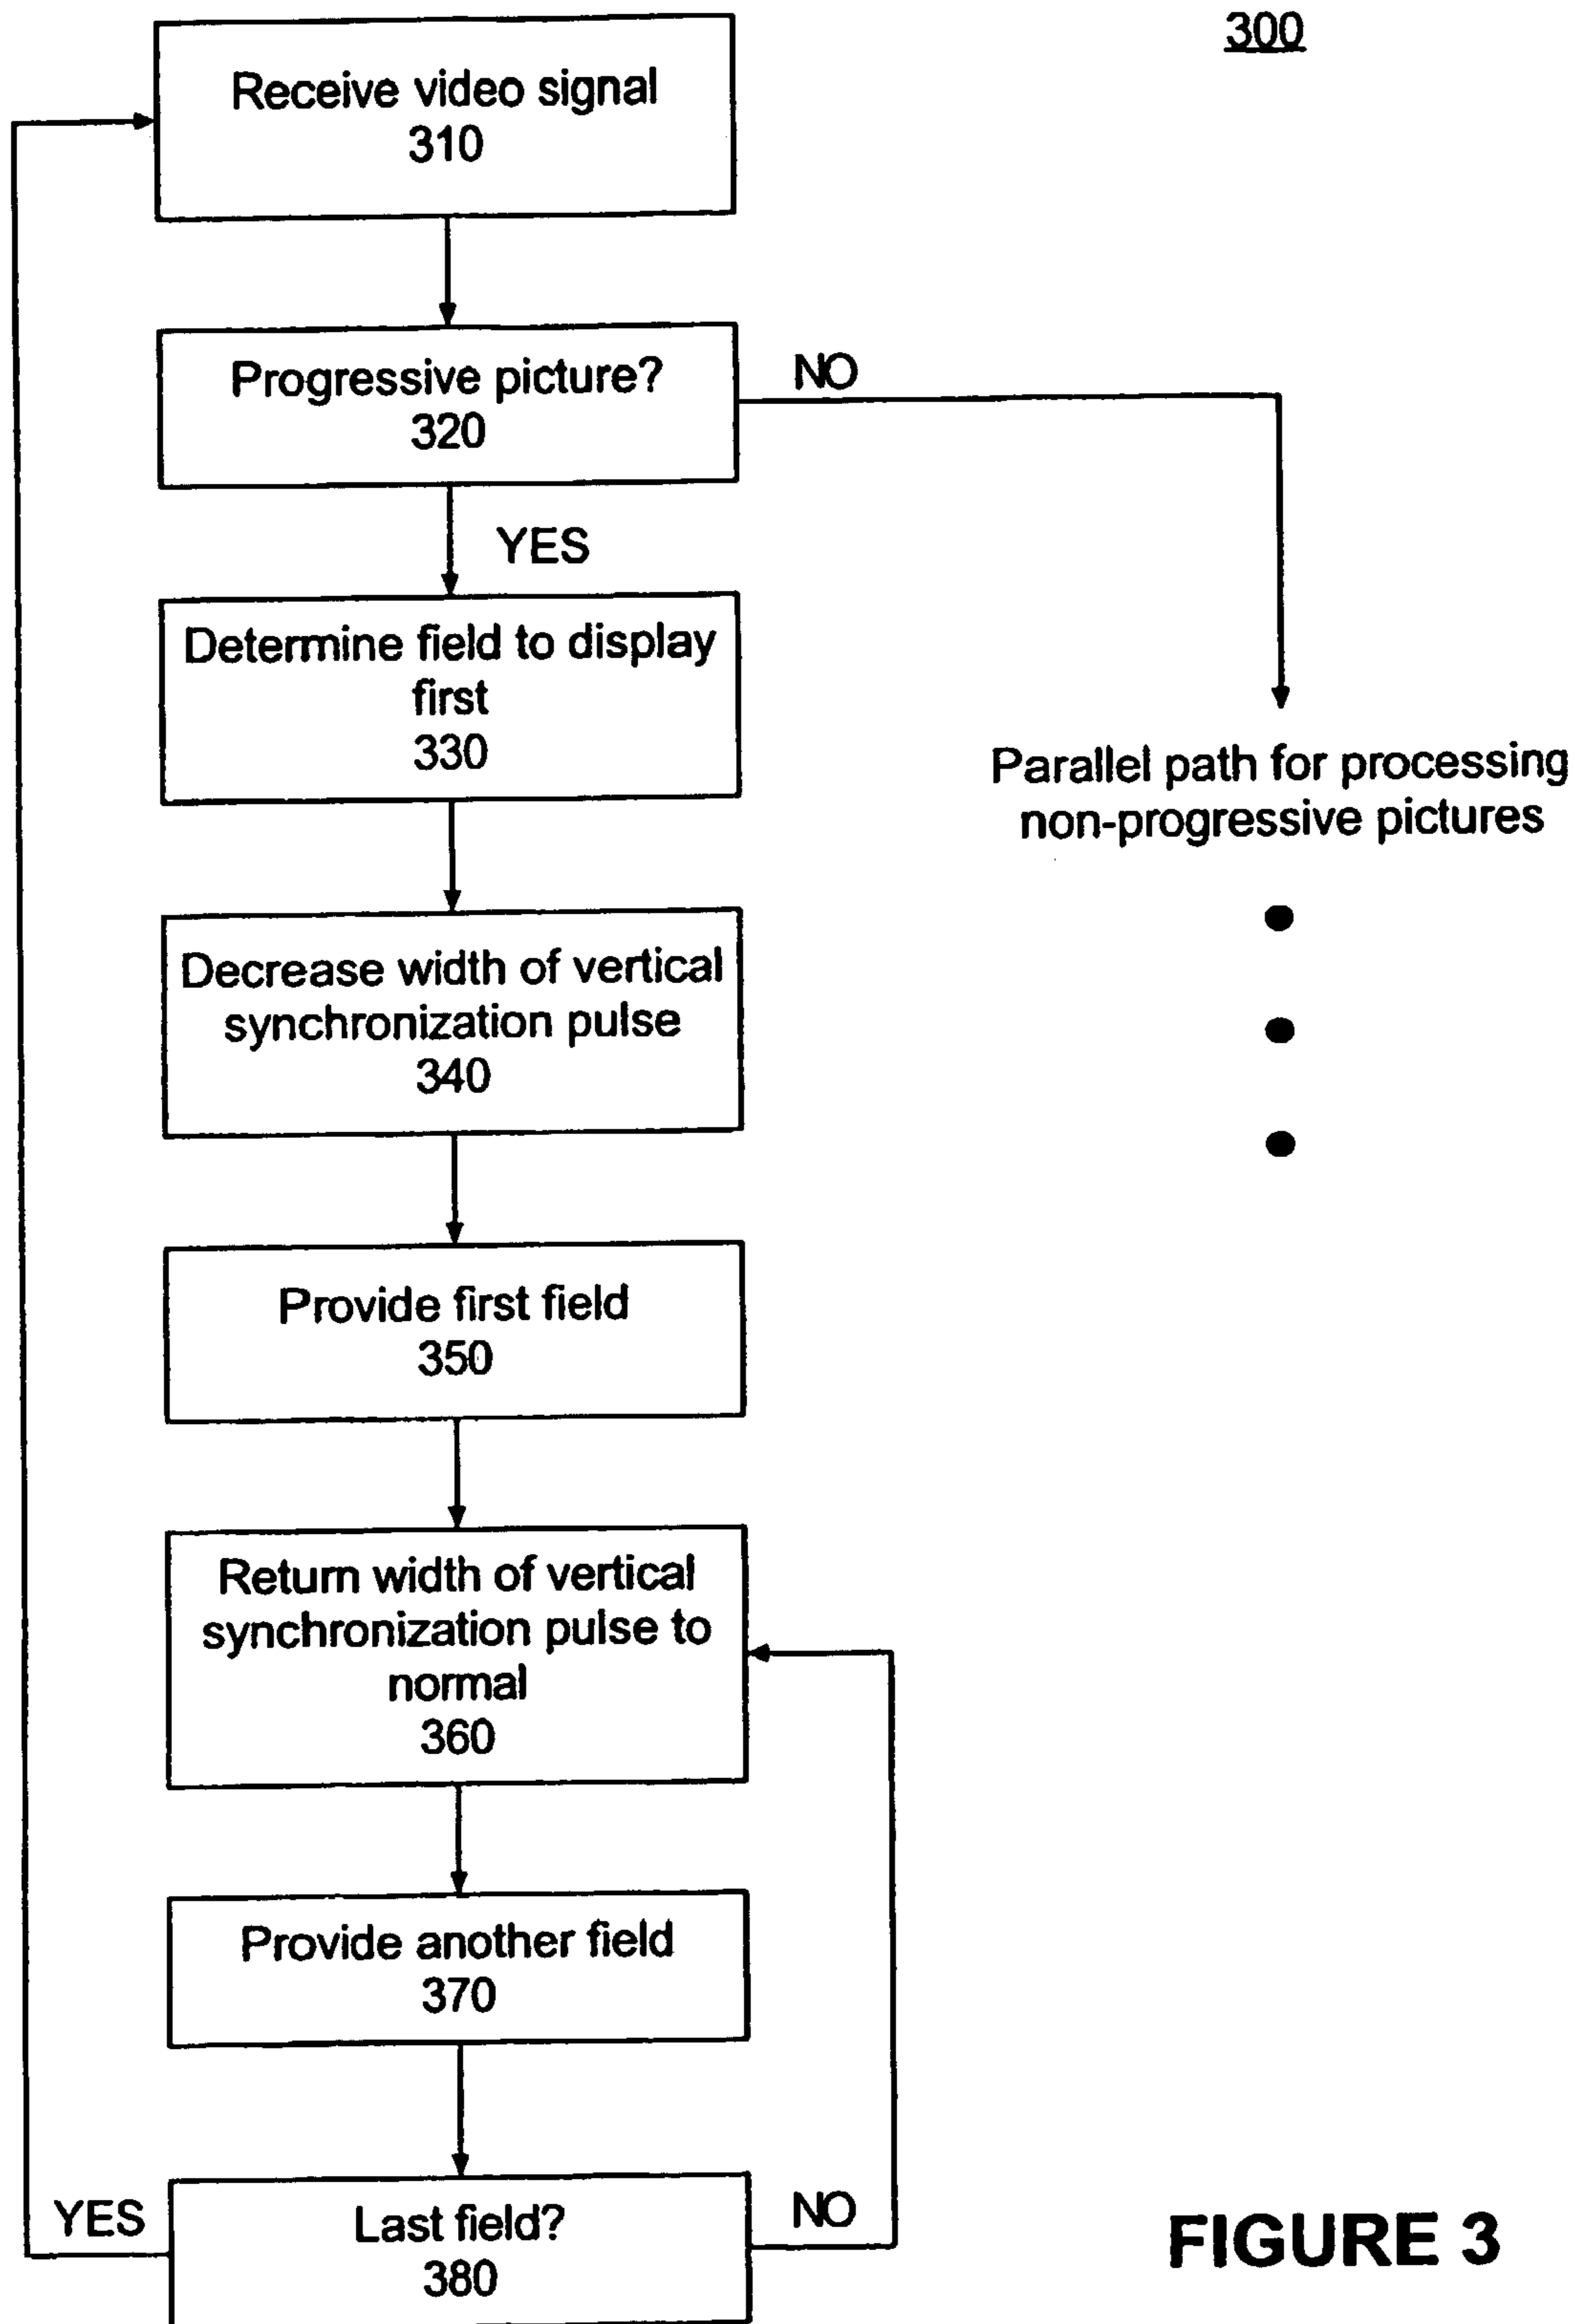 300
Receive video signal
310
Progressive picture?
320
NO
YES
Determine field to display
first
330
Parallel path for processing
non-progressive pictures
Decrease width of vertical
synchronization pulse
340
Provide first field
350
Return width of vertical
synchronization pulse to
normal
360
Provide another field
370
YES
Last field?
380
NO
FIGURE 3